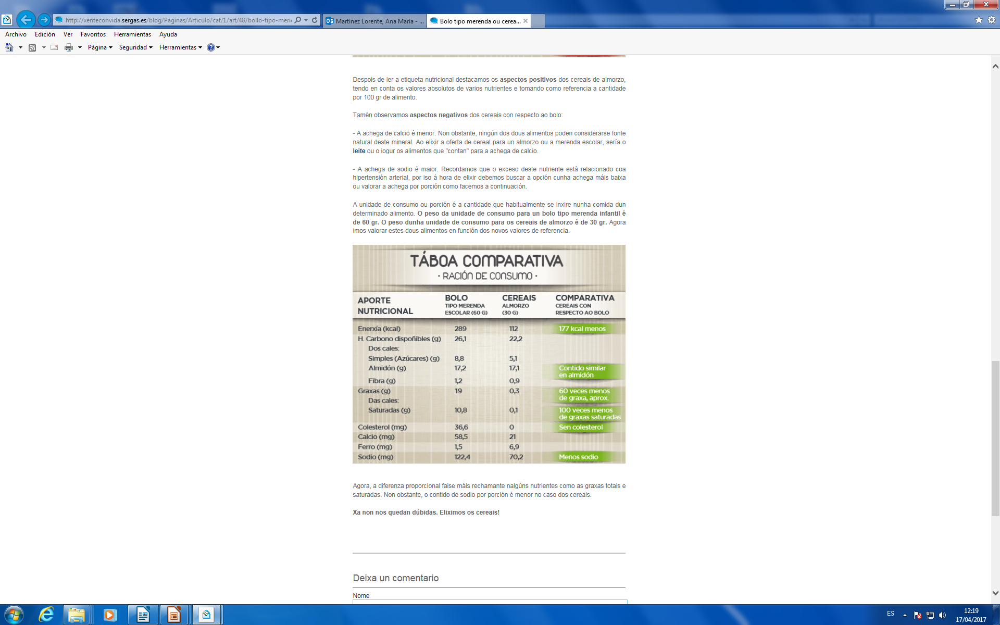 http://xenteconvida.sergas.es/blog/Paginas/Articulo/cat/1/art/48/bollo-tipo-meri
Martínez Lorente, Ana María - ...
Bolo tipo merenda ou cerea...
Archivo Edición Ver Favoritos Herramientas Ayuda
Página Seguridad Herramientas
Despois de ler a etiqueta nutricional destacamos os aspectos positivos dos cereais de almorzo,
tendo en conta os valores absolutos de varios nutrientes e tomando como referencia a cantidade
por 100 gr de alimento.
Tamén observamos aspectos negativos dos cereais con respecto ao bolo:
- A achega de calcio é menor. Non obstante, ningún dos dous alimentos poden considerarse fonte
natural deste mineral. Ao elixir a oferta de cereal para un almorzo ou a merenda escolar, sería o
leite ou o iogur os alimentos que "contan" para a achega de calcio.
- A achega de sodio é maior. Recordamos que o exceso deste nutriente está relacionado coa
hipertensión arterial, por iso á hora de elixir debemos buscar a opción cunha achega máis baixa
ou valorar a achega por porción como facemos a continuación.
A unidade de consumo ou porción é a cantidade que habitualmente se inxire nunha comida dun
determinado alimento. O peso da unidade de consumo para un bolo tipo merenda infantil é
de 60 gr. O peso dunha unidade de consumo para os cereais de almorzo é de 30 gr. Agora
imos valorar estes dous alimentos en función dos novos valores de referencia.
TÁBOA COMPARATIVA
· RACIÓN DE CONSUMO ·
APORTE NUTRICIONAL
BOLO TIPO MERENDA ESCOLAR (60 G)
CEREAIS ALMORZO (30 G)
COMPARATIVA CEREAIS CON RESPECTO AO BOLO
Enerxía (kcal) 289 112 177 kcal menos
H. Carbono dispoñibles (g) 26,1 22,2
Dos cales:
Simples (Azúcares) (g) 8,8 5,1
Almidón (g) 17,2 17,1 Contido similar en almidón
Fibra (g) 1,2 0,9
Graxas (g) 19 0,3 60 veces menos de graxa, aprox.
Das cales:
Saturadas (g) 10,8 0,1 100 veces menos de graxas saturadas
Colesterol (mg) 36,6 0 Sen colesterol
Calcio (mg) 58,5 21
Ferro (mg) 1,5 6,9
Sodio (mg) 122,4 70,2 Menos sodio
Agora, a diferenza proporcional faise máis rechamante nalgúns nutrientes como as graxas totais e
saturadas. Non obstante, o contido de sodio por porción é menor no caso dos cereais.
Xa non nos quedan dúbidas. Eliximos os cereais!
Deixa un comentario
Nome
ES
12:19
17/04/2017